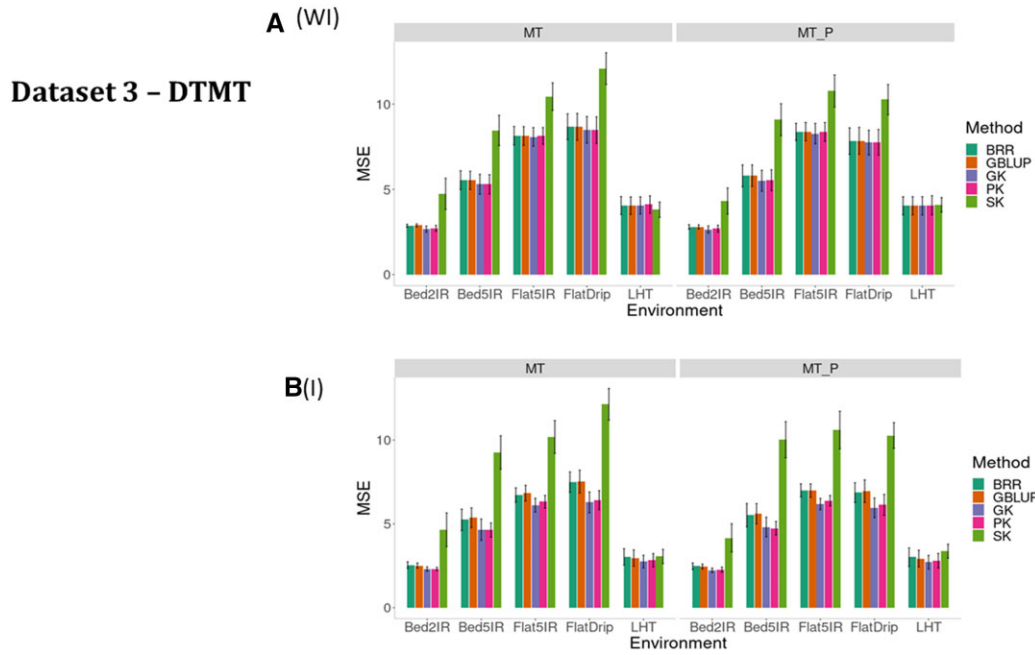 A (WI)
Dataset 3 – DTMT
MT
MT_P
MSE
10
5
0
Bed2IR Bed5IR Flat5IR FlatDrip LHT
Bed2IR Bed5IR Flat5IR FlatDrip LHT
Environment
Method
BRR
GBLUP
GK
PK
SK
B(I)
MT
MT_P
MSE
10
5
0
Bed2IR Bed5IR Flat5IR FlatDrip LHT
Bed2IR Bed5IR Flat5IR FlatDrip LHT
Environment
Method
BRR
GBLUP
GK
PK
SK